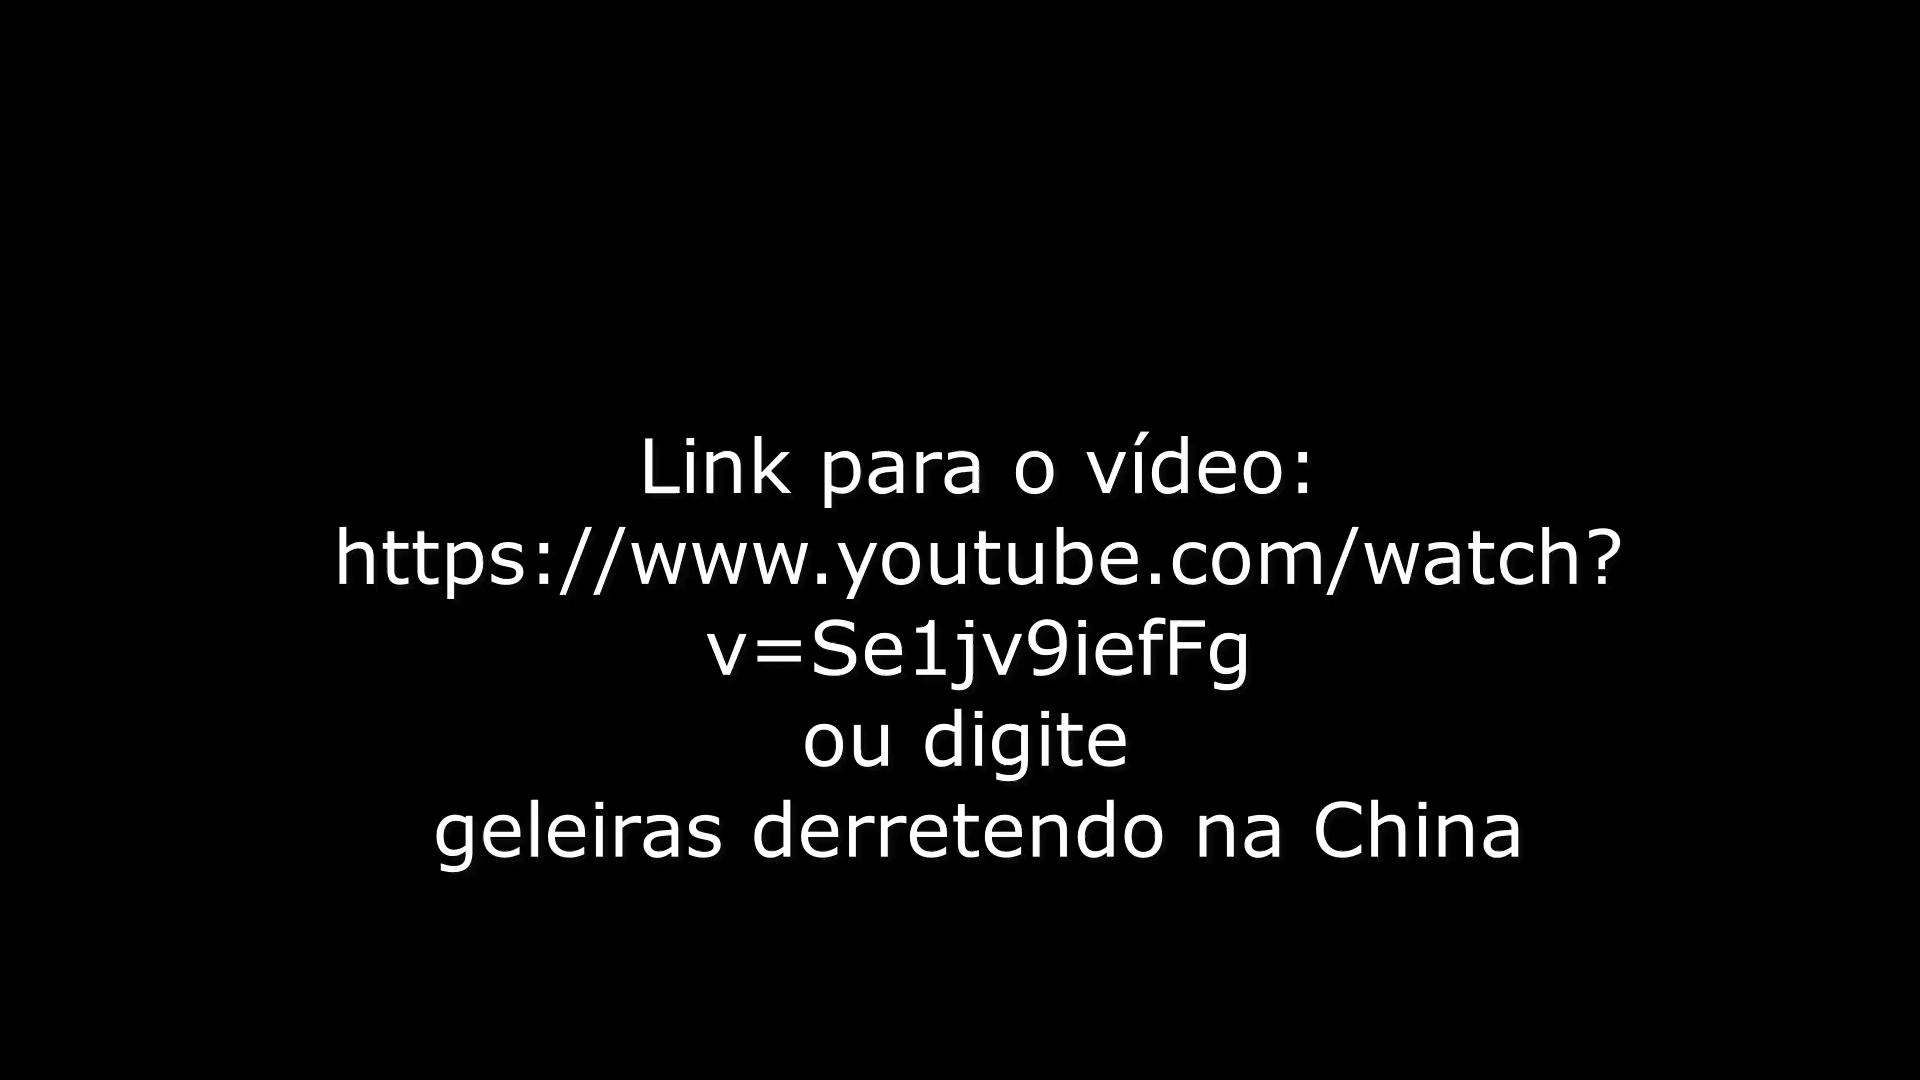 Link para o vídeo:
https://www.youtube.com/watch?
v=Se1jv9iefFg
ou digite
geleiras derretendo na China